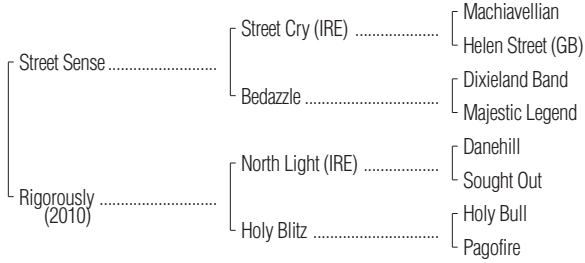 Machiavellian
Street Cry (IRE)
Helen Street (GB)
Street Sense
Dixieland Band
Bedazzle
Majestic Legend
Danehill
North Light (IRE)
Sought Out
Rigorously
(2010)
Holy Bull
Holy Blitz
Pagofire